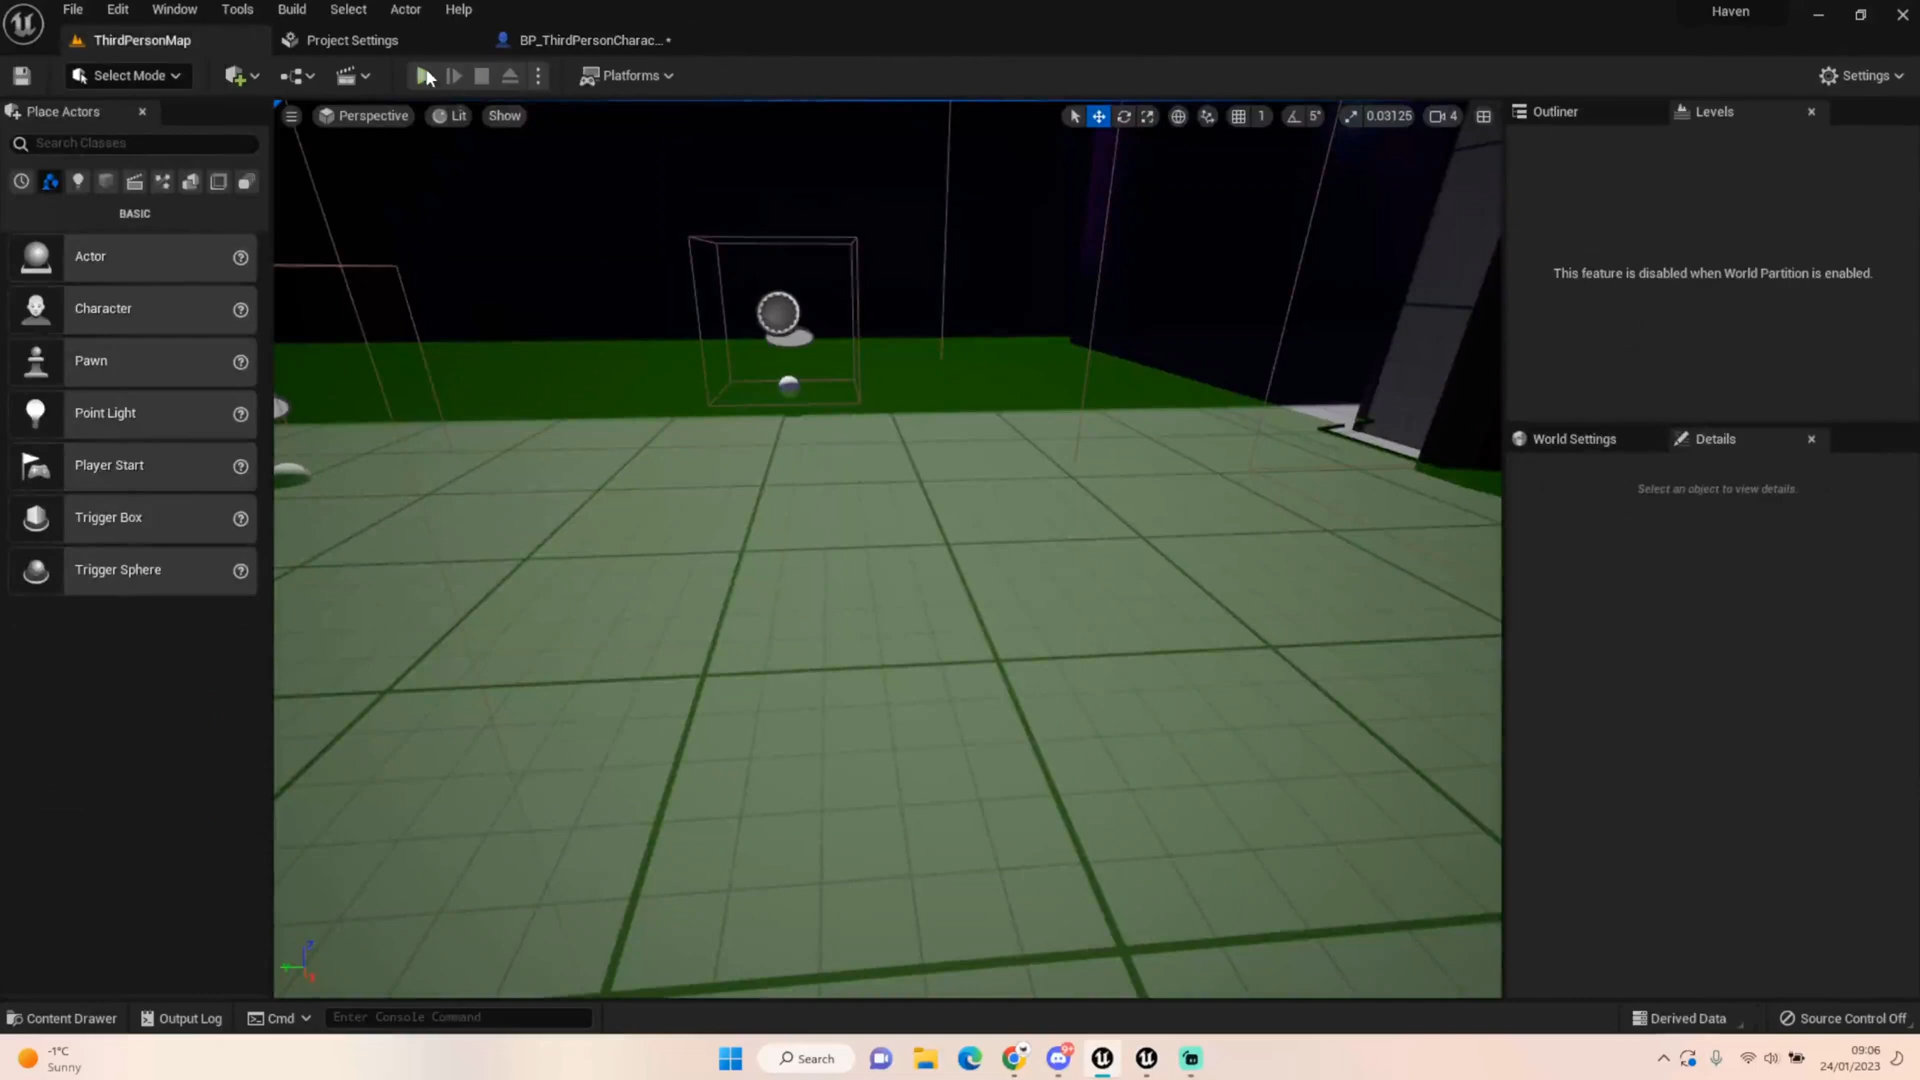 File Edit Window Tools Build Select Actor Help
Haven
ThirdPersonMap
Project Settings
BP_ThirdPersonCharac... •
Select Mode
Platforms
Settings
Place Actors
Perspective
Lit
Show
1
5°
0.03125
4
Outliner
Levels
Search Classes
BASIC
Actor
Character
Pawn
Point Light
Player Start
Trigger Box
Trigger Sphere
This feature is disabled when World Partition is enabled.
World Settings
Details
Select an object to view details.
Content Drawer
Output Log
Cmd
Enter Console Command
Derived Data
Source Control Off
-1°C
Sunny
Search
9+
09:06
24/01/2023